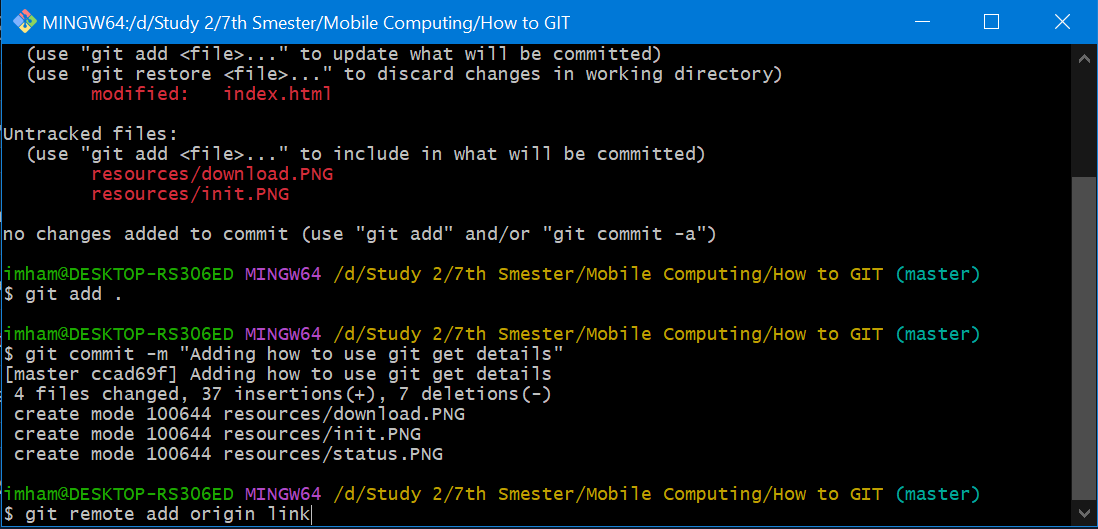 MINGW64:/d/Study 2/7th Smester/Mobile Computing/How to GIT
(use "git add <file>..." to update what will be committed)
(use "git restore <file>..." to discard changes in working directory)
modified:   index.html
Untracked files:
(use "git add <file>..." to include in what will be committed)
resources/download.PNG
resources/init.PNG
no changes added to commit (use "git add" and/or "git commit -a")
imham@DESKTOP-RS306ED MINGW64 /d/Study 2/7th Smester/Mobile Computing/How to GIT (master)
$ git add .
imham@DESKTOP-RS306ED MINGW64 /d/Study 2/7th Smester/Mobile Computing/How to GIT (master)
$ git commit -m "Adding how to use git get details"
[master ccad69f] Adding how to use git get details
4 files changed, 37 insertions(+), 7 deletions(-)
create mode 100644 resources/download.PNG
create mode 100644 resources/init.PNG
create mode 100644 resources/status.PNG
imham@DESKTOP-RS306ED MINGW64 /d/Study 2/7th Smester/Mobile Computing/How to GIT (master)
$ git remote add origin link